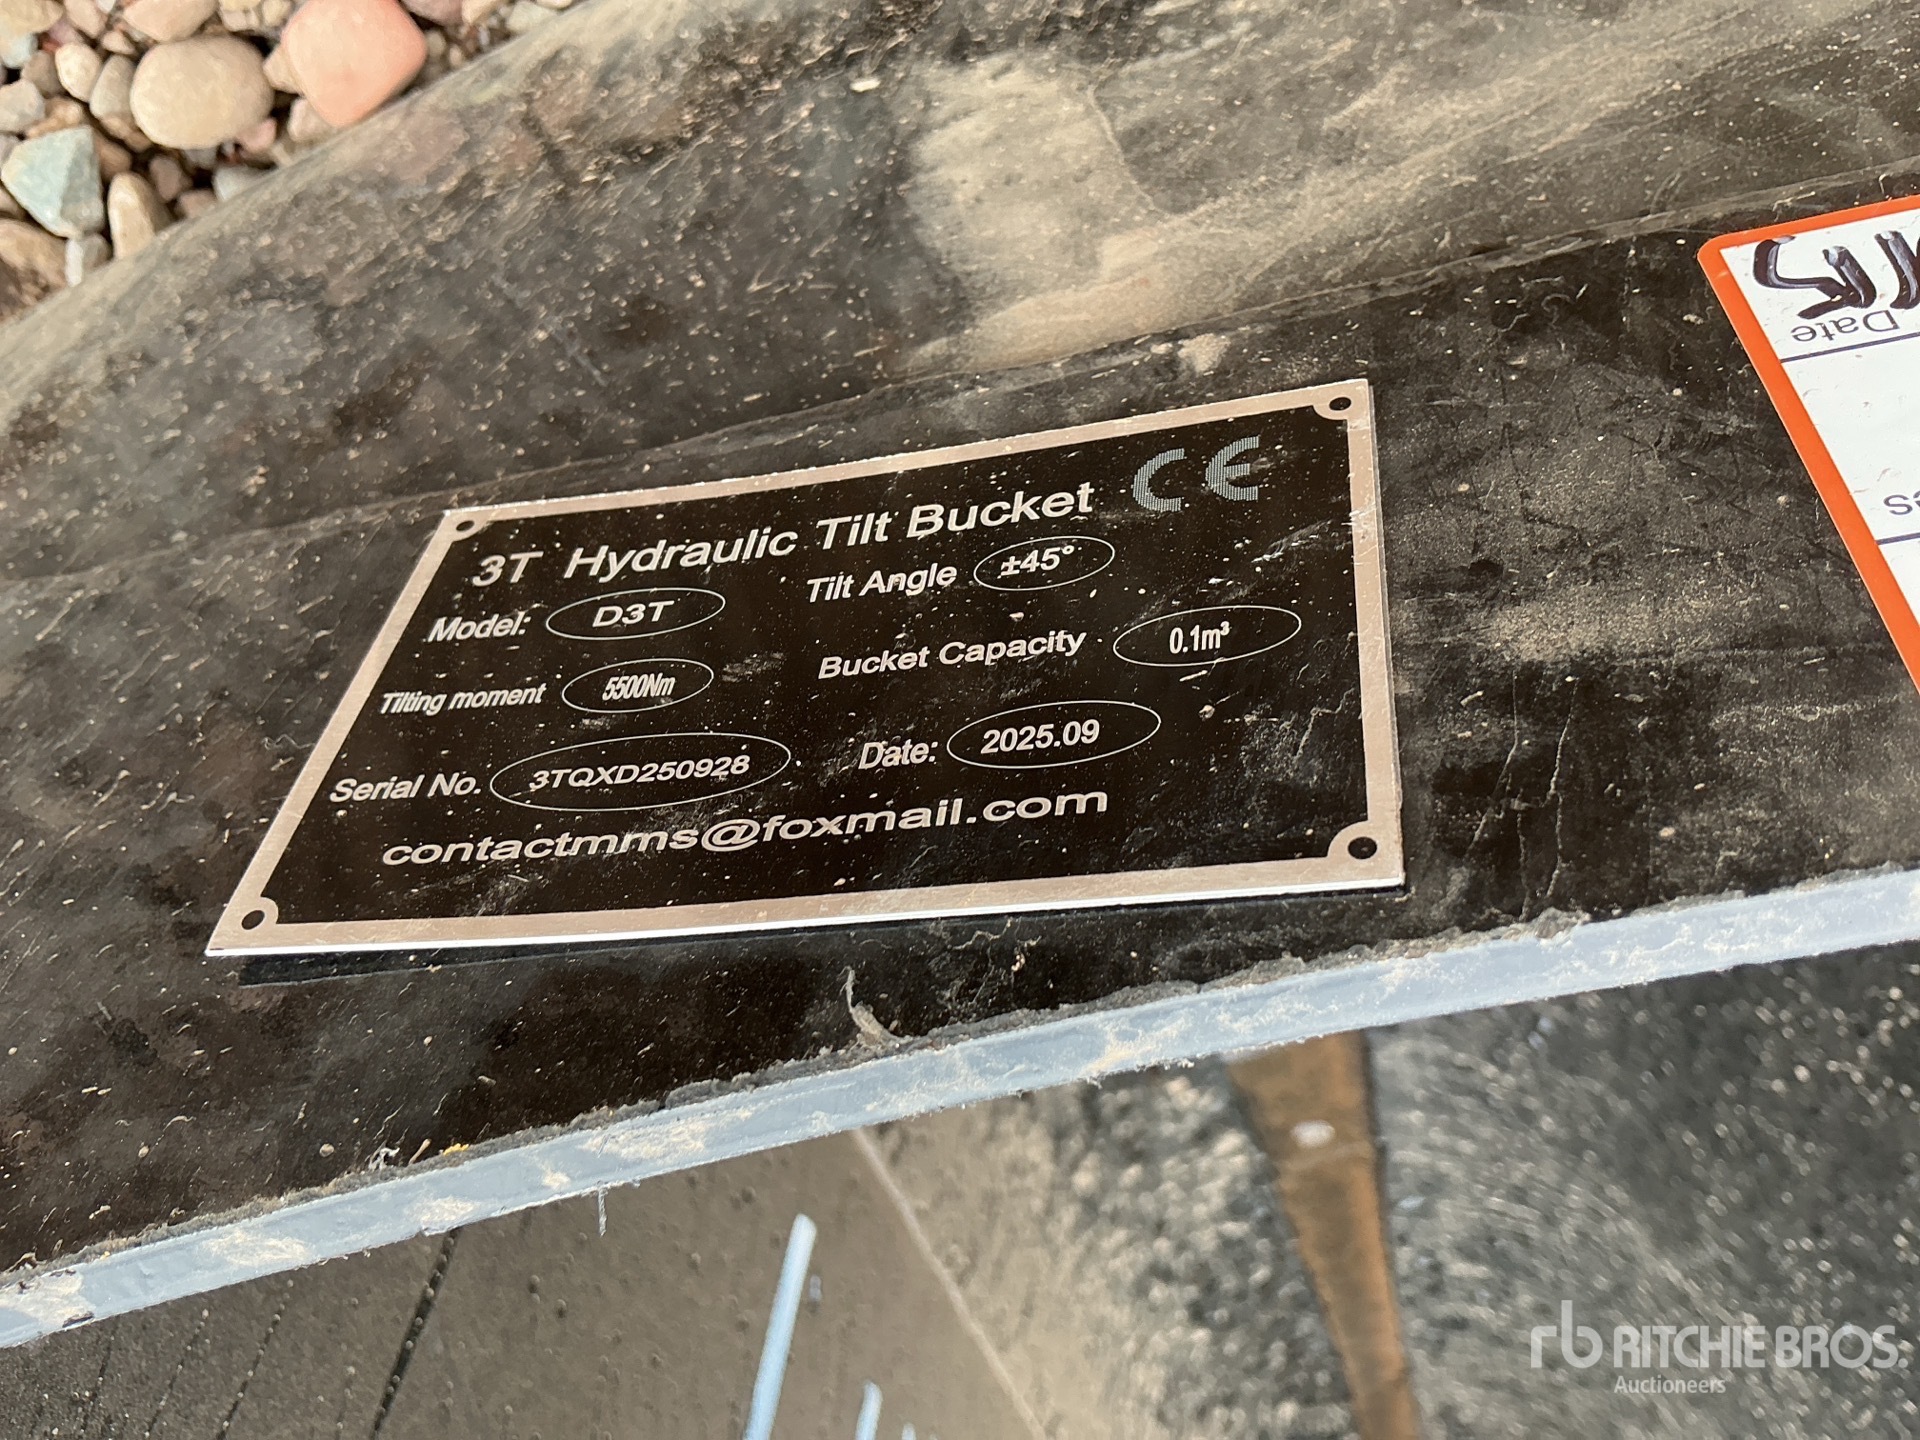 3T Hydraulic Tilt Bucket CE
Model: D3T Tilt Angle ±45°
Tilting moment 5500Nm Bucket Capacity 0.1m³
Serial No. 3TQXD250928 Date: 2025.09
contactmms@foxmail.com
Date
rb RITCHIE BROS.
Auctioneers